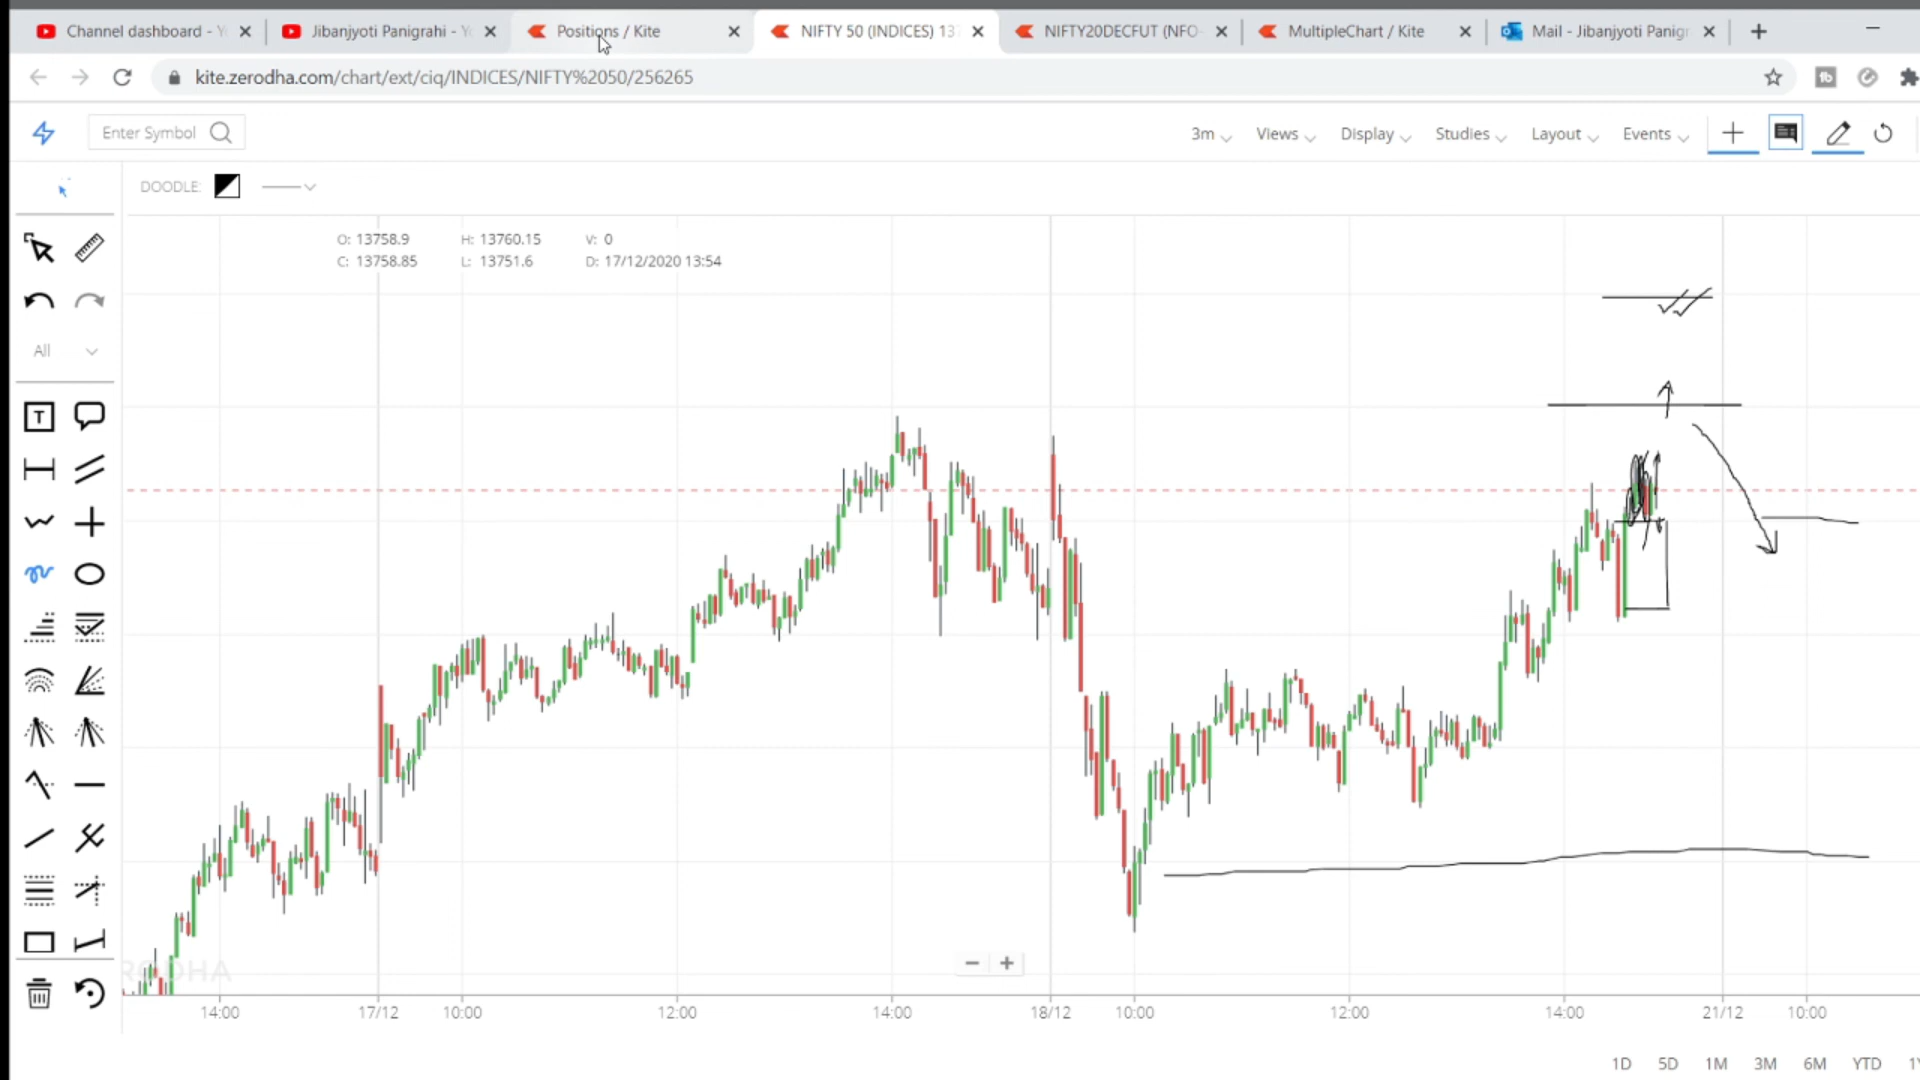 Channel dashboard - Y
Jibanjyoti Panigrahi - Y
Positions / Kite
NIFTY 50 (INDICES) 13
NIFTY20DECFUT (NFO-
MultipleChart / Kite
Mail - Jibanjyoti Panigr
kite.zerodha.com/chart/ext/ciq/INDICES/NIFTY%2050/256265
Enter Symbol
3m Views Display Studies Layout Events
DOODLE:
O: 13758.9 H: 13760.15 V: 0
C: 13758.85 L: 13751.6 D: 17/12/2020 13:54
All
T
RODHA
14:00 17/12 10:00 12:00 14:00 18/12 10:00 12:00 14:00 21/12 10:00
1D 5D 1M 3M 6M YTD 1Y